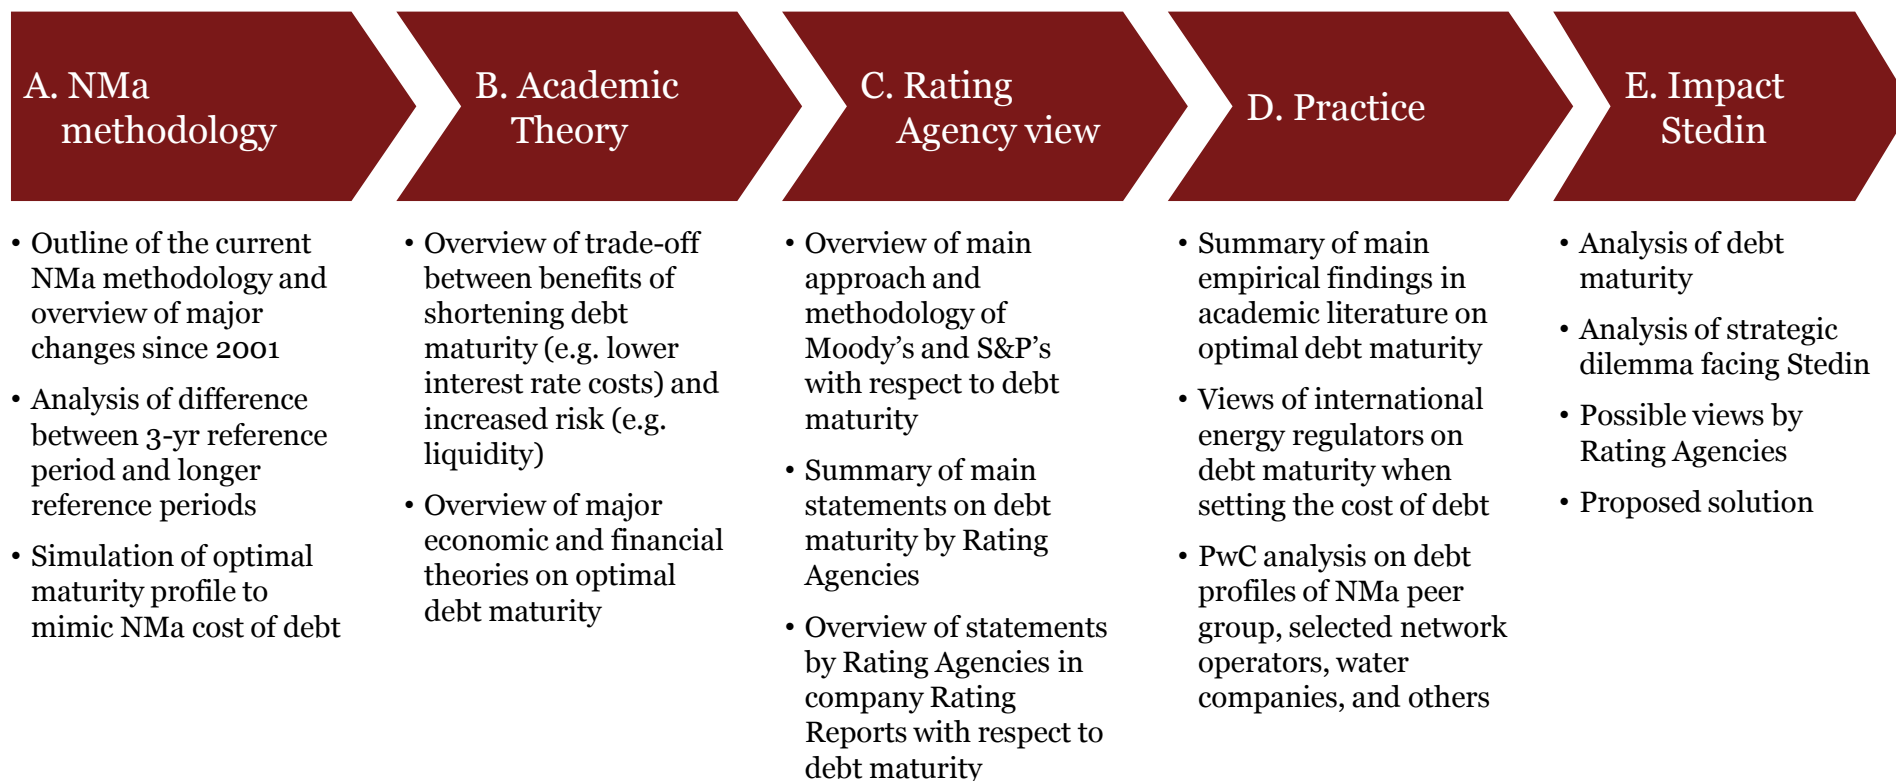 A. NMa
methodology
B. Academic
Theory
C. Rating
Agency view
D. Practice
E. Impact
Stedin
• Outline of the current
NMa methodology and
overview of major
changes since 2001
• Analysis of difference
between 3-yr reference
period and longer
reference periods
• Simulation of optimal
maturity profile to
mimic NMa cost of debt
• Overview of trade-off
between benefits of
shortening debt
maturity (e.g. lower
interest rate costs) and
increased risk (e.g.
liquidity)
• Overview of major
economic and financial
theories on optimal
debt maturity
• Overview of main
approach and
methodology of
Moody’s and S&P’s
with respect to debt
maturity
• Summary of main
statements on debt
maturity by Rating
Agencies
• Overview of statements
by Rating Agencies in
company Rating
Reports with respect to
debt maturity
• Summary of main
empirical findings in
academic literature on
optimal debt maturity
• Views of international
energy regulators on
debt maturity when
setting the cost of debt
• PwC analysis on debt
profiles of NMa peer
group, selected network
operators, water
companies, and others
• Analysis of debt
maturity
• Analysis of strategic
dilemma facing Stedin
• Possible views by
Rating Agencies
• Proposed solution